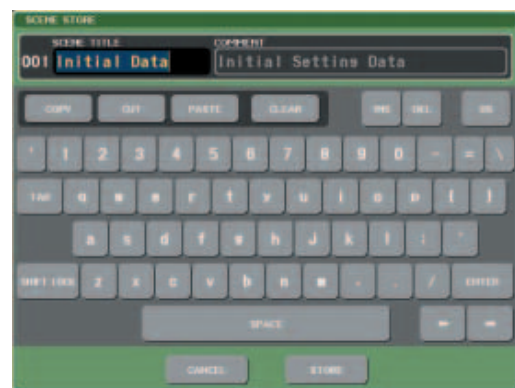 SCENE STORE
SCENE TITLE COMMENT
001 Initial Data Initial Setting Data
COPY CUT PASTE CLEAR INS DEL BS
` 1 2 3 4 5 6 7 8 9 0 - = \
TAB q w e r t y u i o p [ ]
a s d f g h j k l ; '
SHIFT LOCK z x c v b n m , . / ENTER
SPACE
CANCEL STORE